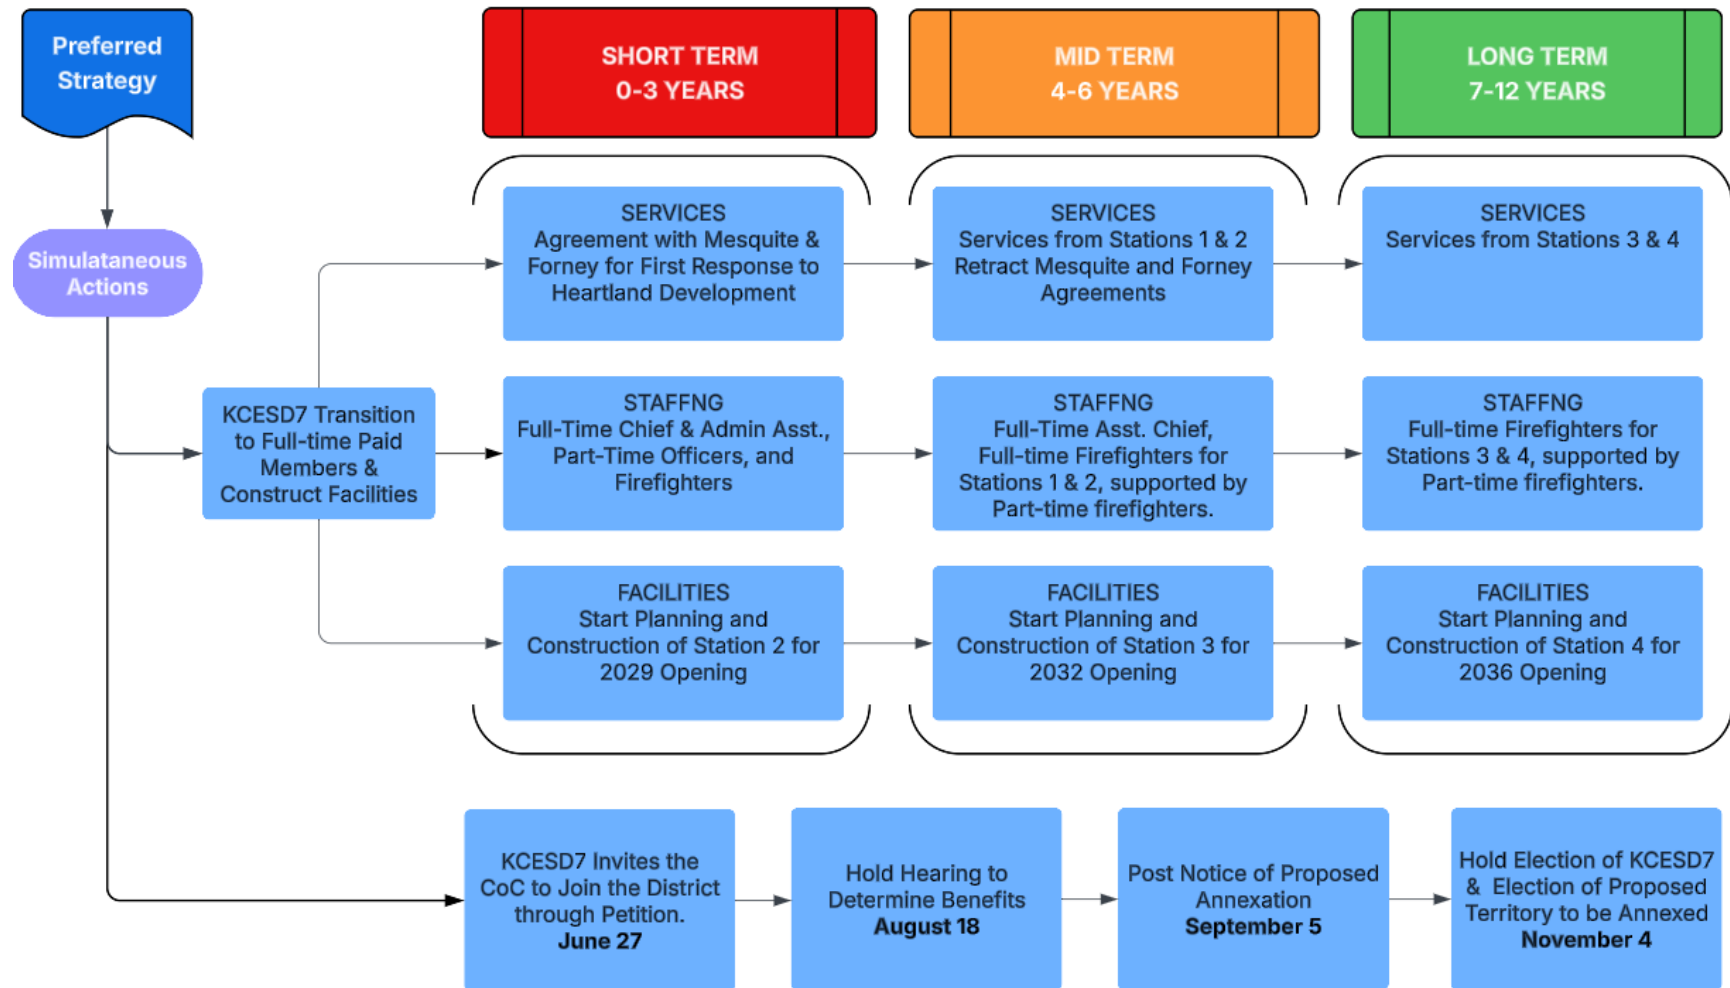 Preferred
Strategy
SHORT TERM
0-3 YEARS
MID TERM
4-6 YEARS
LONG TERM
7-12 YEARS
Simulataneous
Actions
KCESD7 Transition
to Full-time Paid
Members &
Construct Facilities
SERVICES
Agreement with Mesquite &
Forney for First Response to
Heartland Development
SERVICES
Services from Stations 1 & 2
Retract Mesquite and Forney
Agreements
SERVICES
Services from Stations 3 & 4
STAFFNG
Full-Time Chief & Admin Asst.,
Part-Time Officers, and
Firefighters
STAFFNG
Full-Time Asst. Chief,
Full-time Firefighters for
Stations 1 & 2, supported by
Part-time firefighters.
STAFFNG
Full-time Firefighters for
Stations 3 & 4, supported by
Part-time firefighters.
FACILITIES
Start Planning and
Construction of Station 2 for
2029 Opening
FACILITIES
Start Planning and
Construction of Station 3 for
2032 Opening
FACILITIES
Start Planning and
Construction of Station 4 for
2036 Opening
KCESD7 Invites the
CoC to Join the District
through Petition.
June 27
Hold Hearing to
Determine Benefits
August 18
Post Notice of Proposed
Annexation
September 5
Hold Election of KCESD7
& Election of Proposed
Territory to be Annexed
November 4